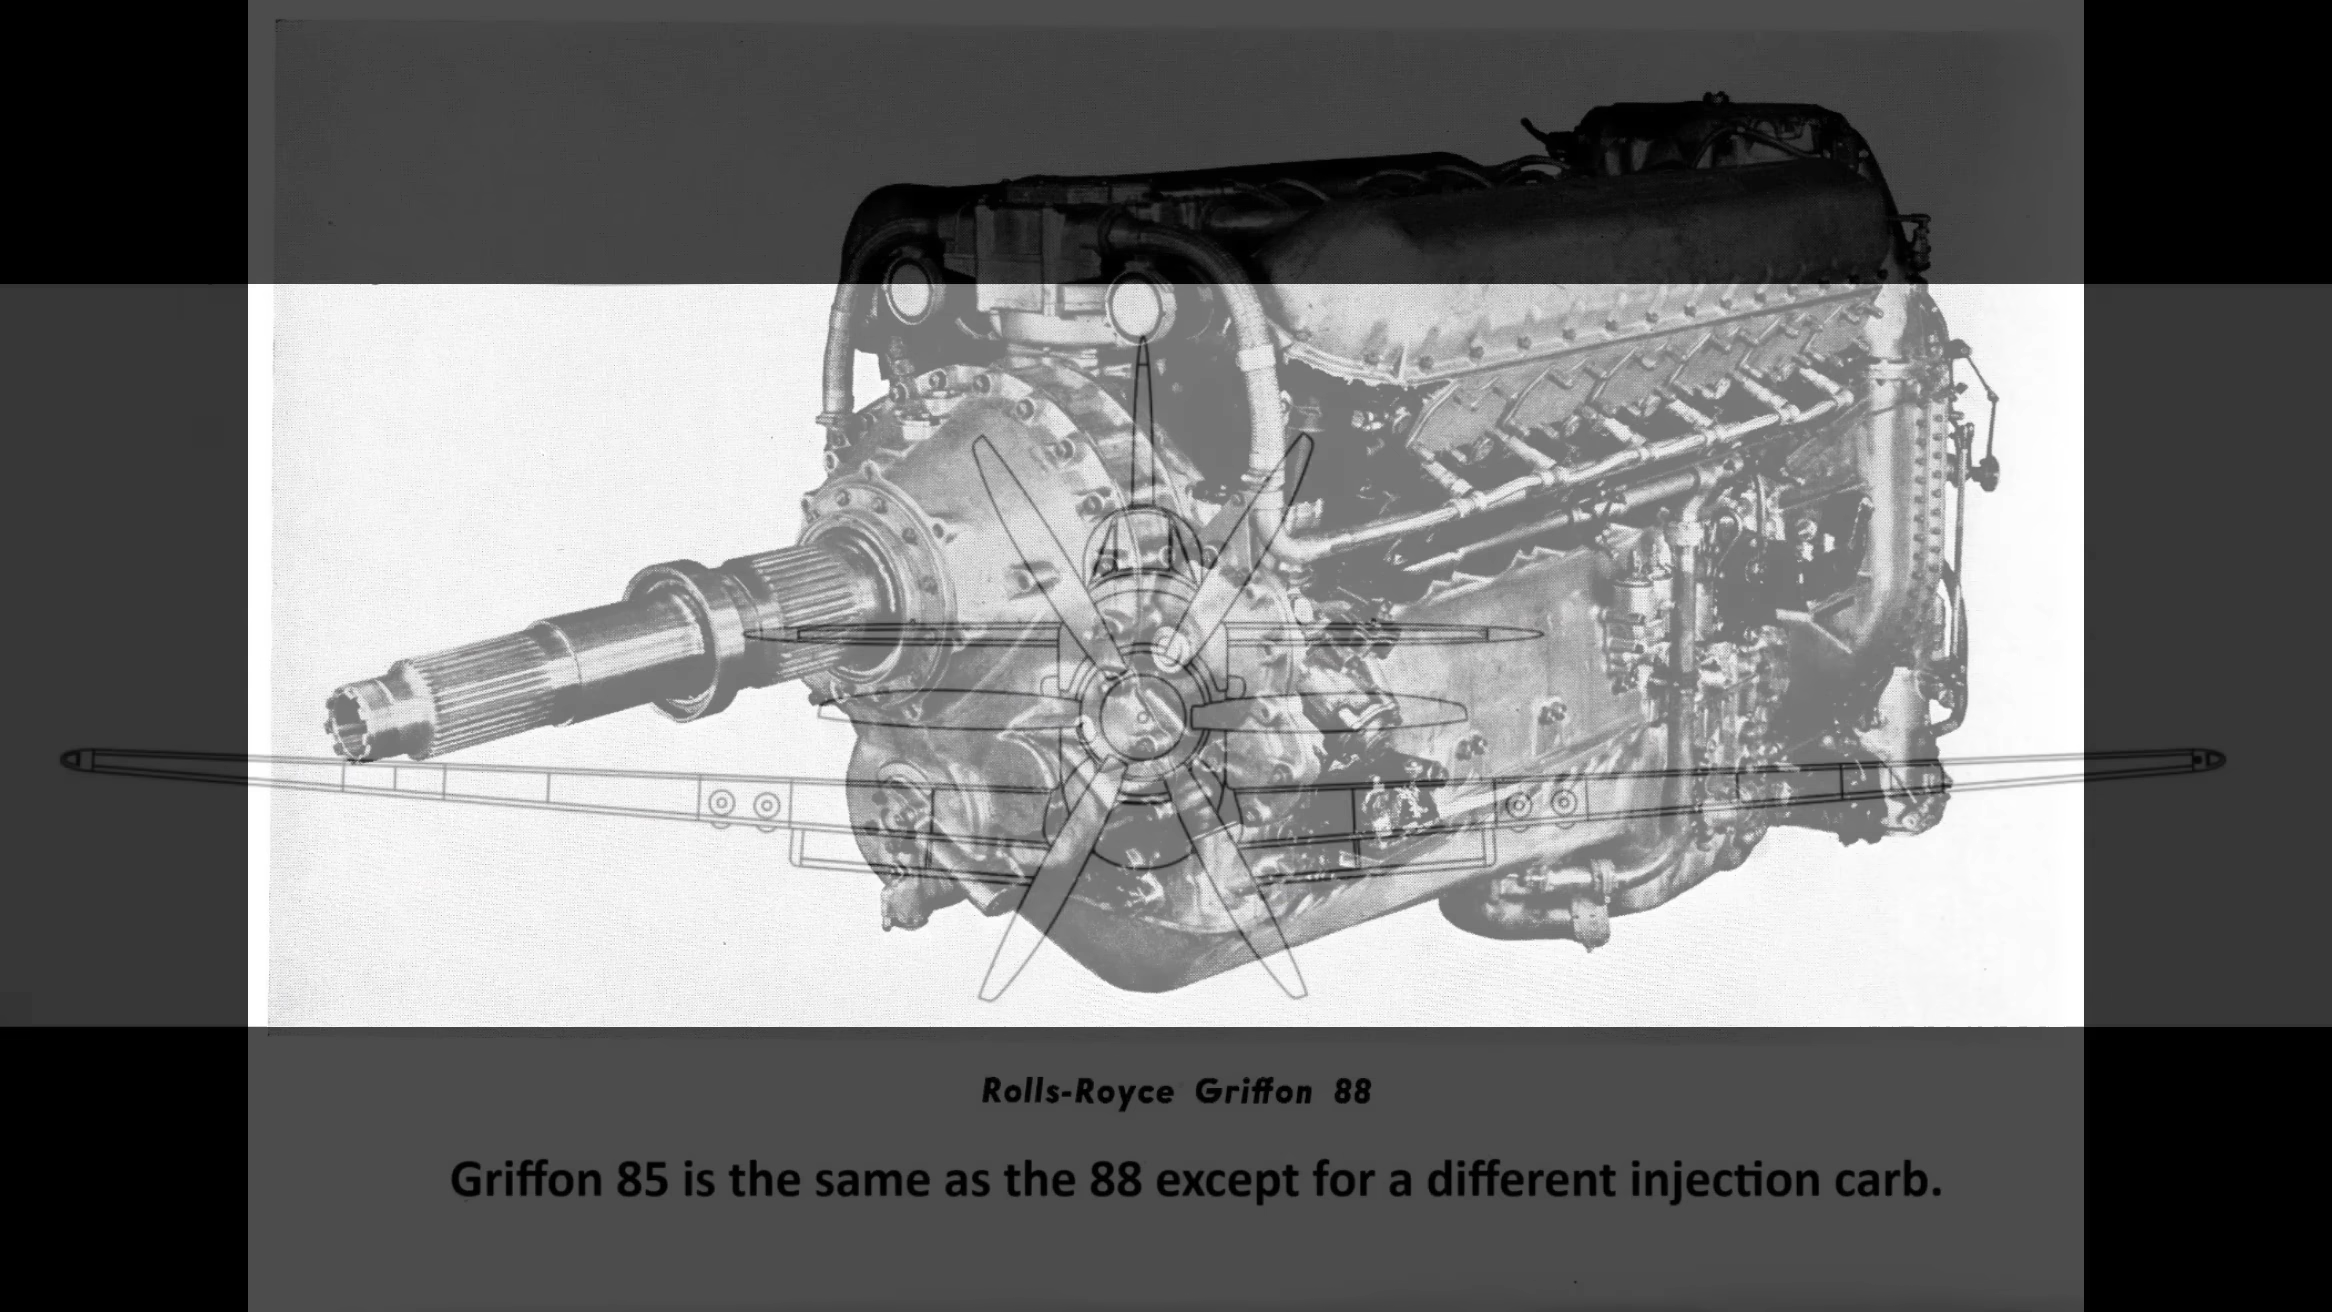 Rolls-Royce Griffon 88
Griffon 85 is the same as the 88 except for a different injection carb.